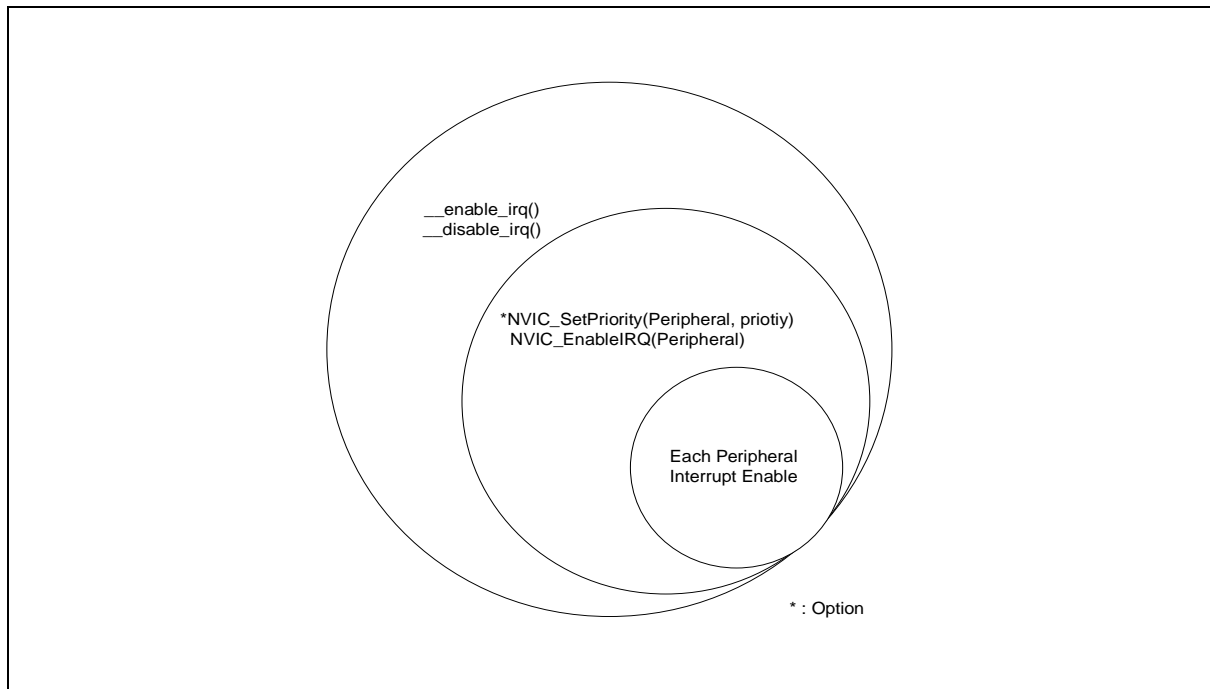 __enable_irq()
__disable_irq()
*NVIC_SetPriority(Peripheral, priotiy)
NVIC_EnableIRQ(Peripheral)
Each Peripheral
Interrupt Enable
* : Option